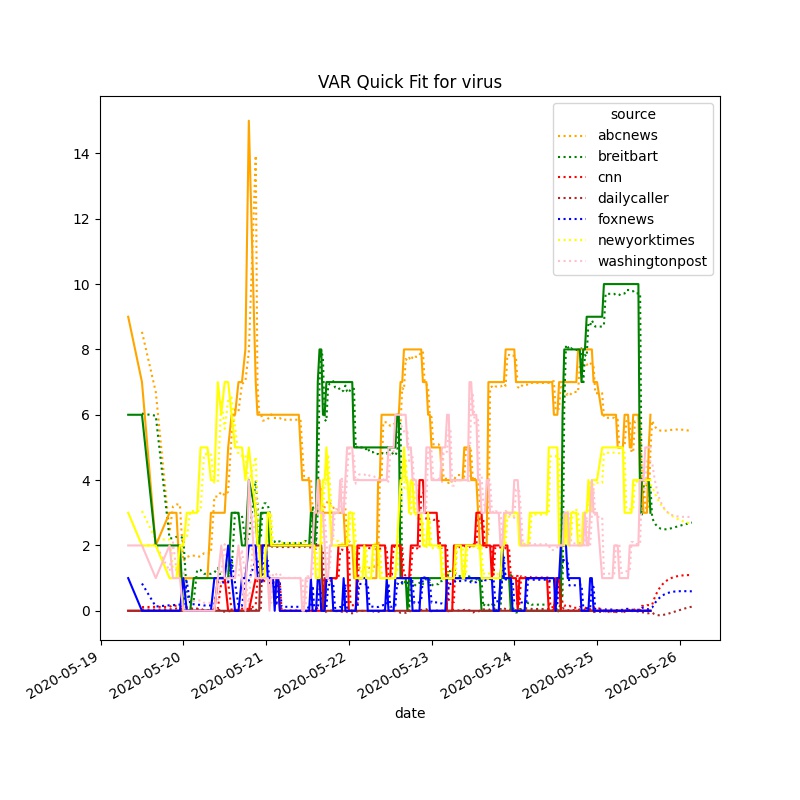 VAR Quick Fit for virus
source
abcnews
breitbart
cnn
dailycaller
foxnews
newyorktimes
washingtonpost
14
12
10
8
6
4
2
0
2020-05-19
2020-05-20
2020-05-21
2020-05-22
2020-05-23
2020-05-24
2020-05-25
2020-05-26
date